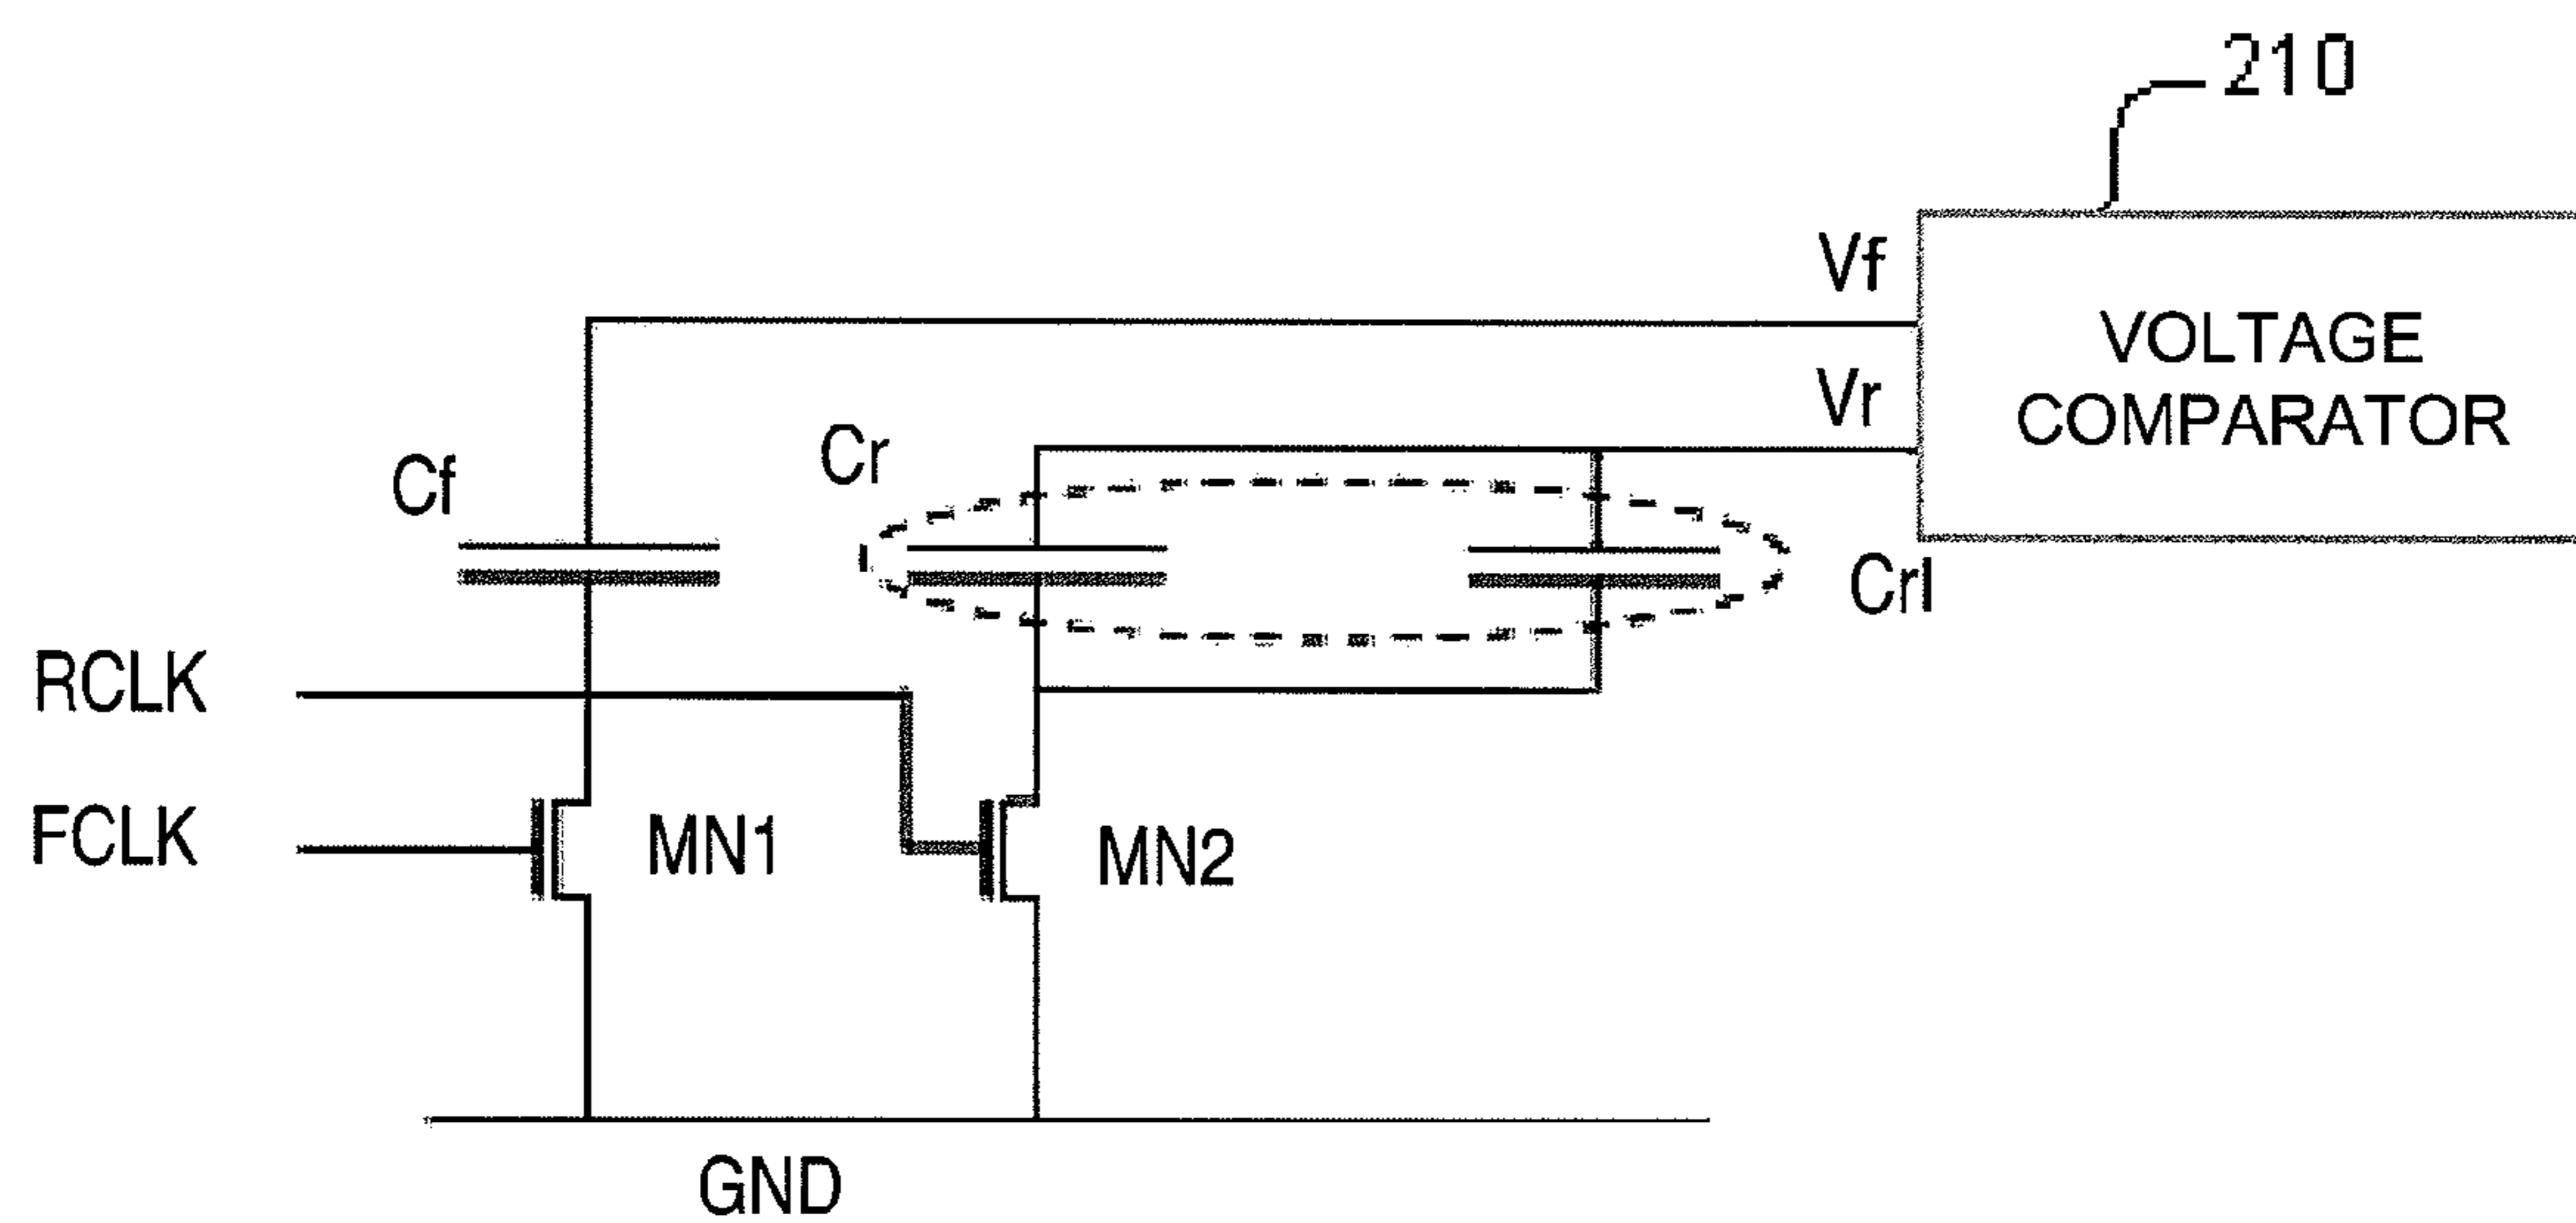 210
Vf
VOLTAGE
COMPARATOR
Vr
Cr
Cf
Crl
RCLK
FCLK
MN1
MN2
GND